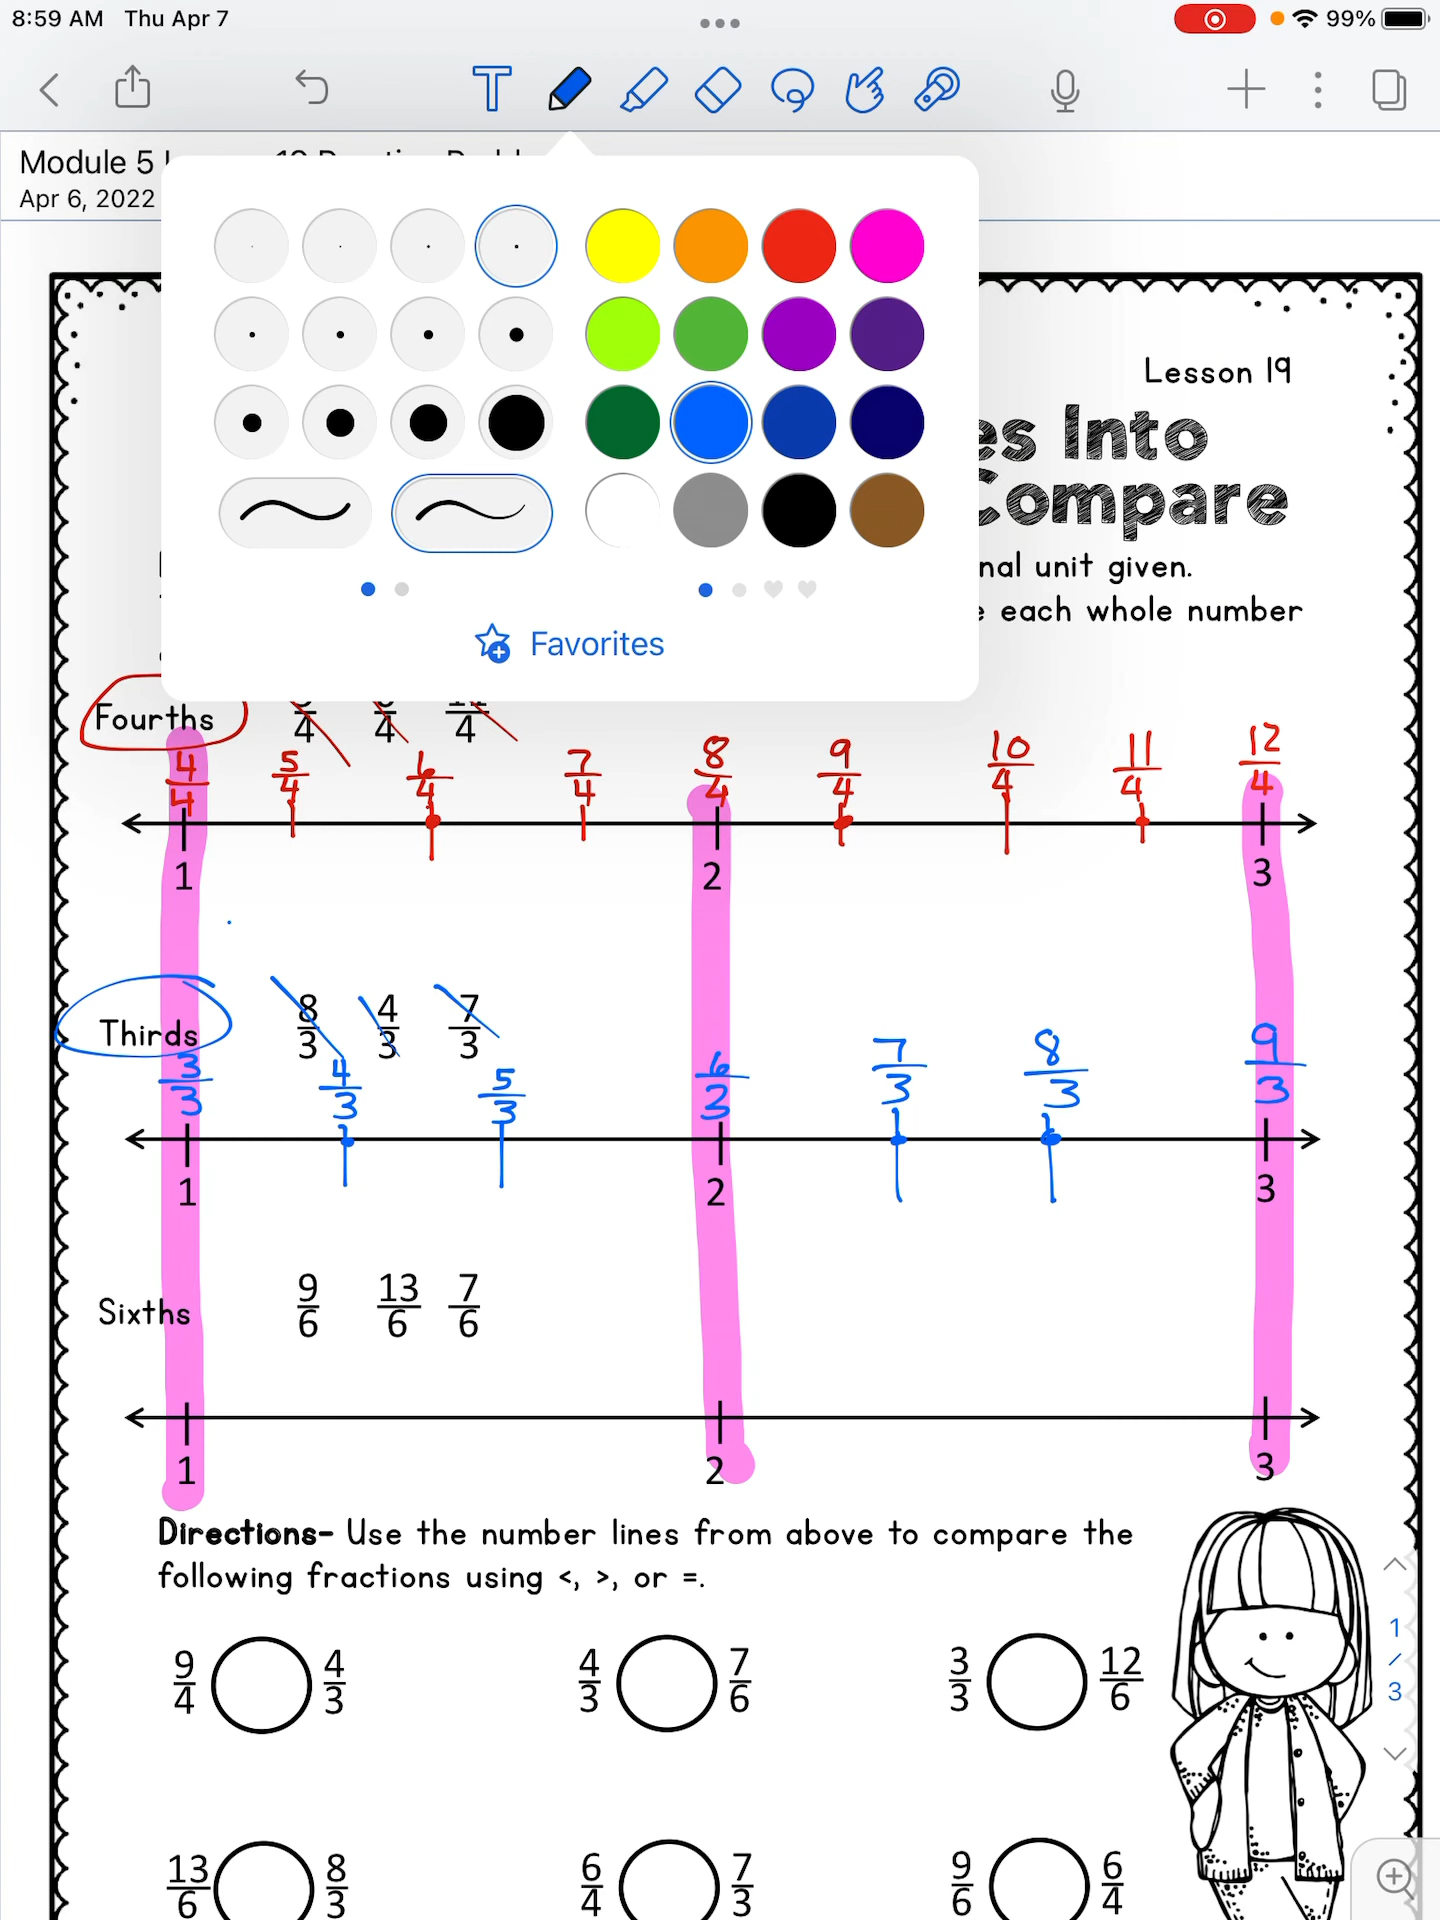 8:59 AM Thu Apr 7
99%
T
Module 5
Apr 6, 2022
Favorites
Lesson 19
es Into
Compare
nal unit given.
e each whole number
Fourths 4 4 11/4
4/4 5/4 6/4 7/4 8/4 9/4 10/4 11/4 12/4
1 2 3
Thirds 8/3 4/3 7/3
3/3 4/3 5/3 6/3 7/3 8/3 9/3
1 2 3
Sixths 9/6 13/6 7/6
1 2 3
Directions- Use the number lines from above to compare the
following fractions using <, >, or =.
9/4 4/3 4/3 7/6 3/3 12/6
13/6 8/3 6/4 7/3 9/6 6/4
1
/
3